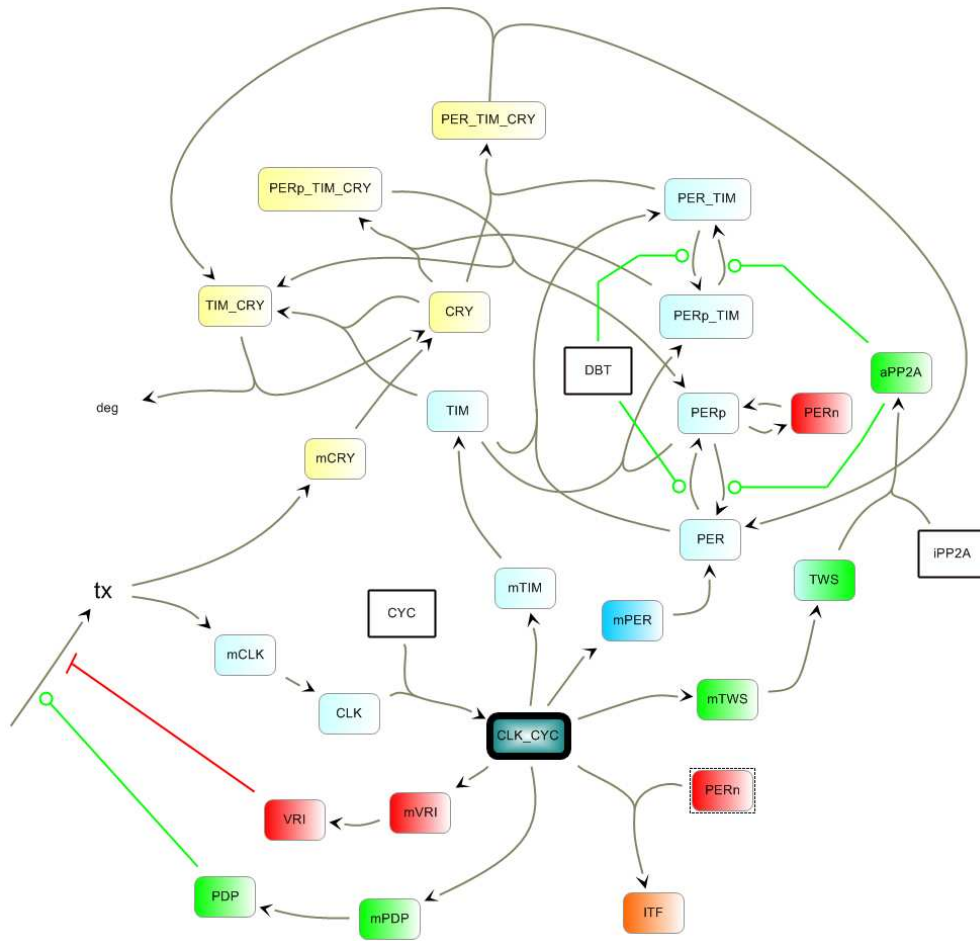 PER_TIM_CRY
PERp_TIM_CRY
PER_TIM
TIM_CRY
CRY
PERp_TIM
DBT
aPP2A
deg
TIM
PERp
PERn
mCRY
PER
iPP2A
tx
mTIM
TWS
CYC
mPER
mCLK
CLK
mTWS
CLK_CYC
PERn
VRI
mVRI
PDP
mPDP
ITF